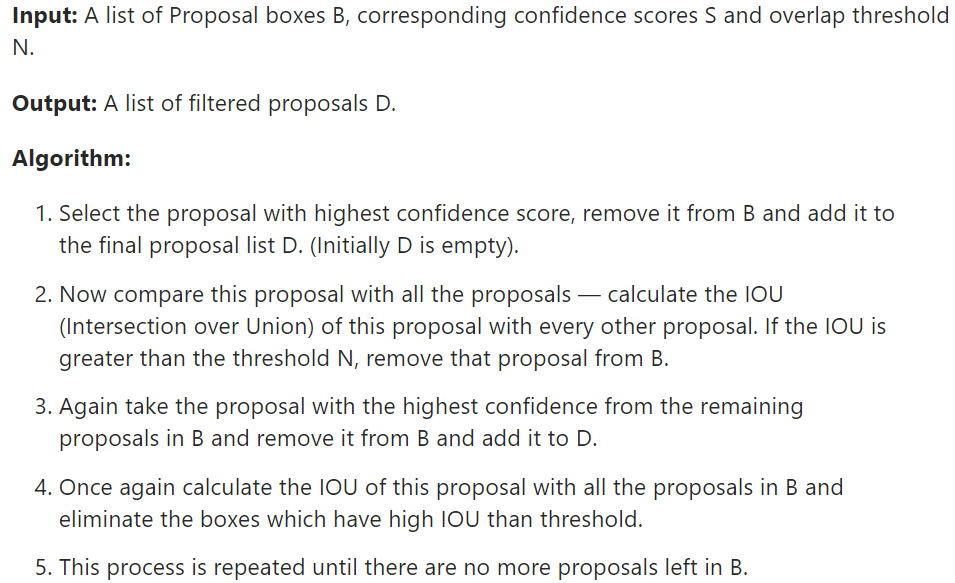 Input: A list of Proposal boxes B, corresponding confidence scores S and overlap threshold
N.
Output: A list of filtered proposals D.
Algorithm:
1. Select the proposal with highest confidence score, remove it from B and add it to
the final proposal list D. (Initially D is empty).
2. Now compare this proposal with all the proposals — calculate the IOU
(Intersection over Union) of this proposal with every other proposal. If the IOU is
greater than the threshold N, remove that proposal from B.
3. Again take the proposal with the highest confidence from the remaining
proposals in B and remove it from B and add it to D.
4. Once again calculate the IOU of this proposal with all the proposals in B and
eliminate the boxes which have high IOU than threshold.
5. This process is repeated until there are no more proposals left in B.